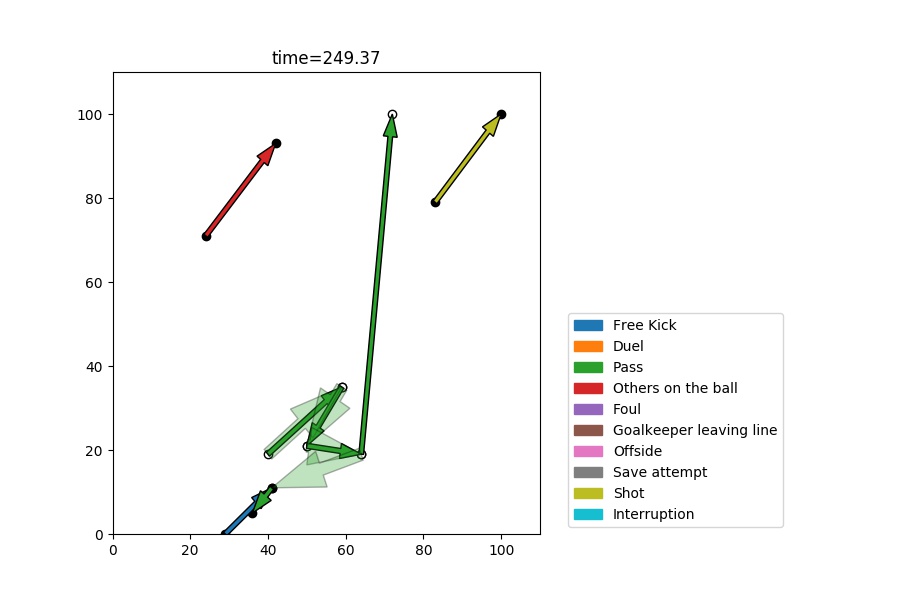 time=249.37
100
80
60
40
20
0
0 20 40 60 80 100
Free Kick
Duel
Pass
Others on the ball
Foul
Goalkeeper leaving line
Offside
Save attempt
Shot
Interruption